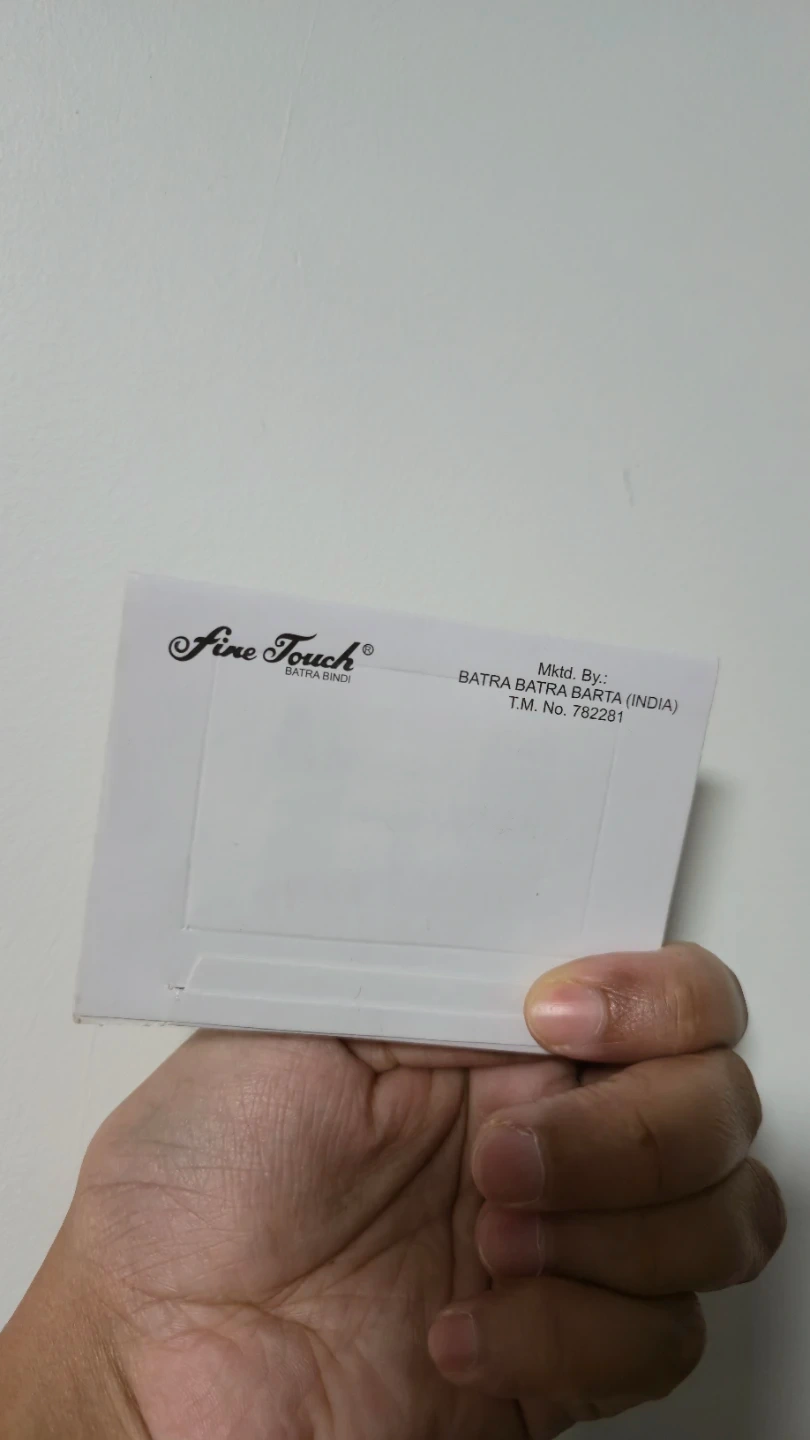 Fine Touch®
BATRA BINDI
Mktd. By.:
BATRA BATRA BARTA (INDIA)
T.M. No. 782281